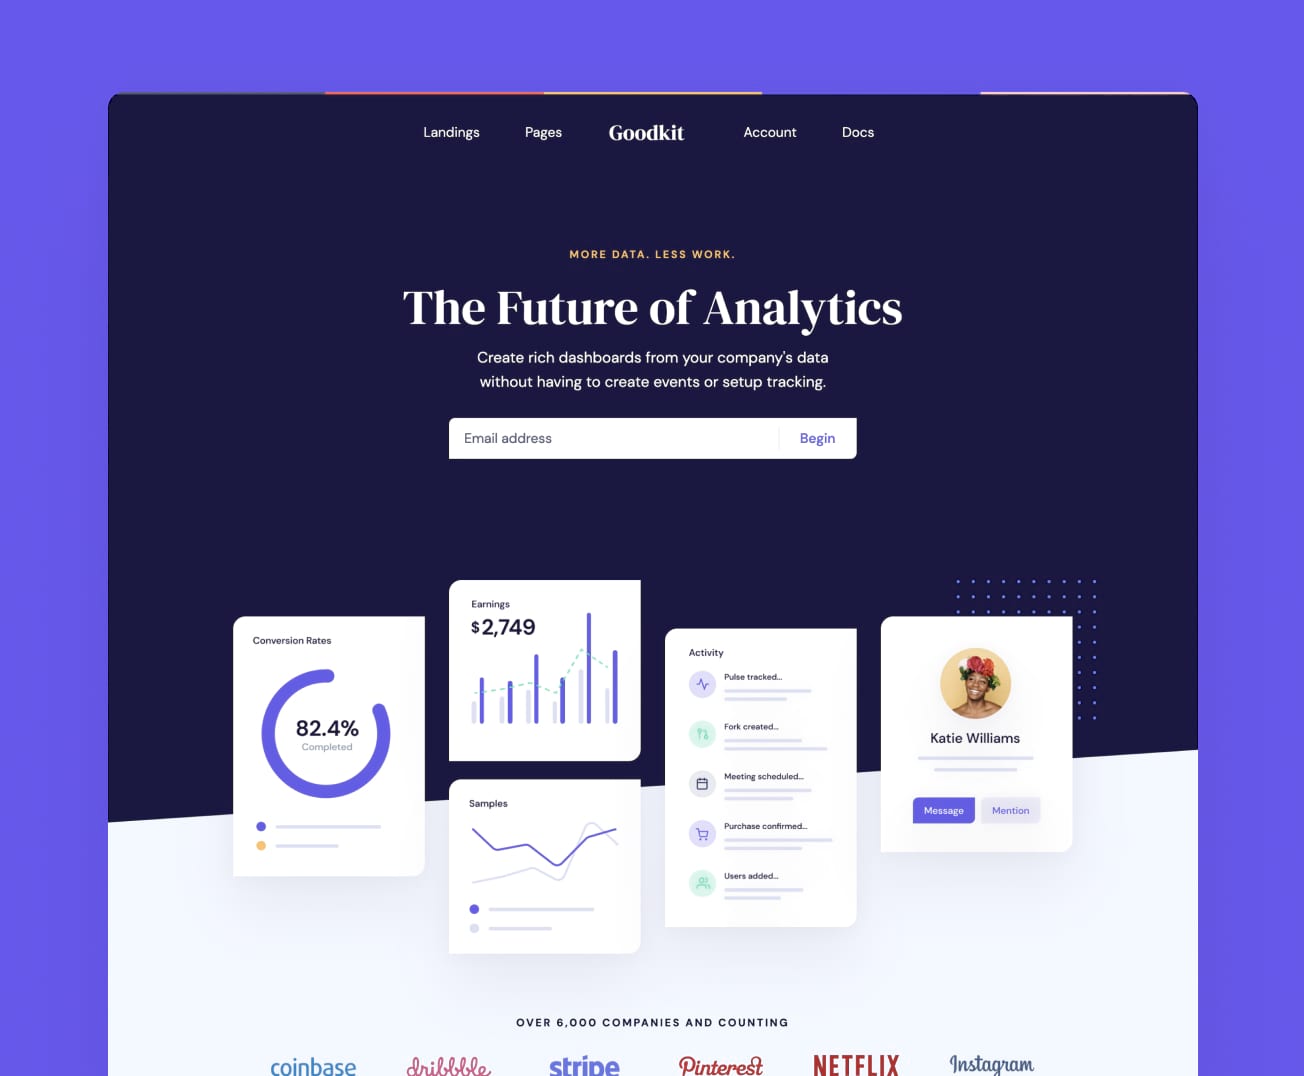 Landings
Pages
Goodkit
Account
Docs
MORE DATA. LESS WORK.
The Future of Analytics
Create rich dashboards from your company's data
without having to create events or setup tracking.
Email address
Begin
Conversion Rates
82.4%
Completed
Earnings
$2,749
Samples
Activity
Pulse tracked...
Fork created...
Meeting scheduled...
Purchase confirmed...
Users added...
Katie Williams
Message
Mention
OVER 6,000 COMPANIES AND COUNTING
coinbase
dribbble
stripe
Pinterest
NETFLIX
Instagram